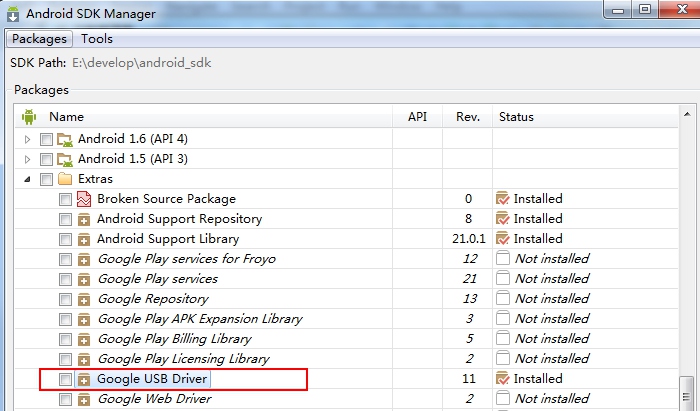 Android SDK Manager
Packages Tools
SDK Path: E:\develop\android_sdk
Packages
Name API Rev. Status
Android 1.6 (API 4)
Android 1.5 (API 3)
Extras
Broken Source Package 0 Installed
Android Support Repository 8 Installed
Android Support Library 21.0.1 Installed
Google Play services for Froyo 12 Not installed
Google Play services 21 Not installed
Google Repository 13 Not installed
Google Play APK Expansion Library 3 Not installed
Google Play Billing Library 5 Not installed
Google Play Licensing Library 2 Not installed
Google USB Driver 11 Installed
Google Web Driver 2 Not installed